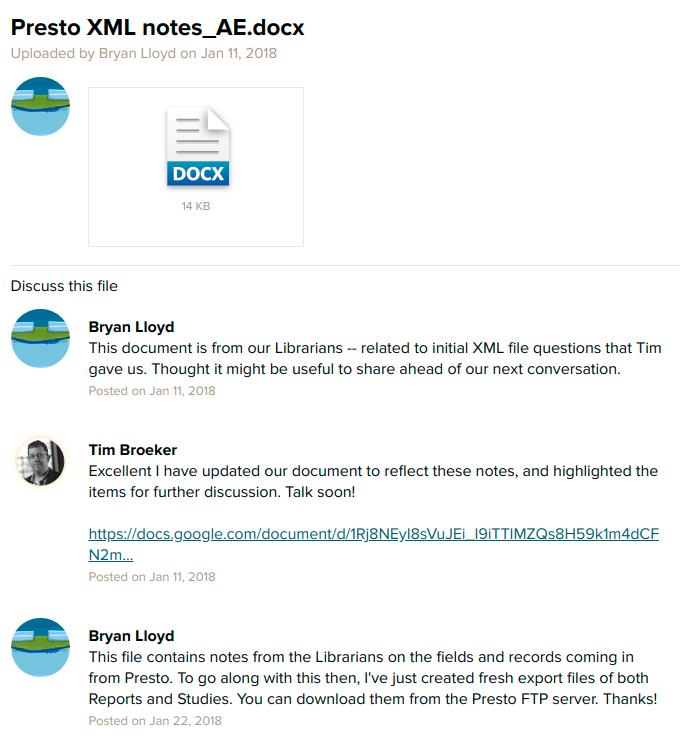 Presto XML notes_AE.docx
Uploaded by Bryan Lloyd on Jan 11, 2018
DOCX
14 KB
Discuss this file
Bryan Lloyd
This document is from our Librarians -- related to initial XML file questions that Tim
gave us. Thought it might be useful to share ahead of our next conversation.
Posted on Jan 11, 2018
Tim Broeker
Excellent I have updated our document to reflect these notes, and highlighted the
items for further discussion. Talk soon!
https://docs.google.com/document/d/1Rj8NEyI8sVuJEi_I9iTTIMZQs8H59k1m4dCF
N2m...
Posted on Jan 11, 2018
Bryan Lloyd
This file contains notes from the Librarians on the fields and records coming in
from Presto. To go along with this then, I've just created fresh export files of both
Reports and Studies. You can download them from the Presto FTP server. Thanks!
Posted on Jan 22, 2018